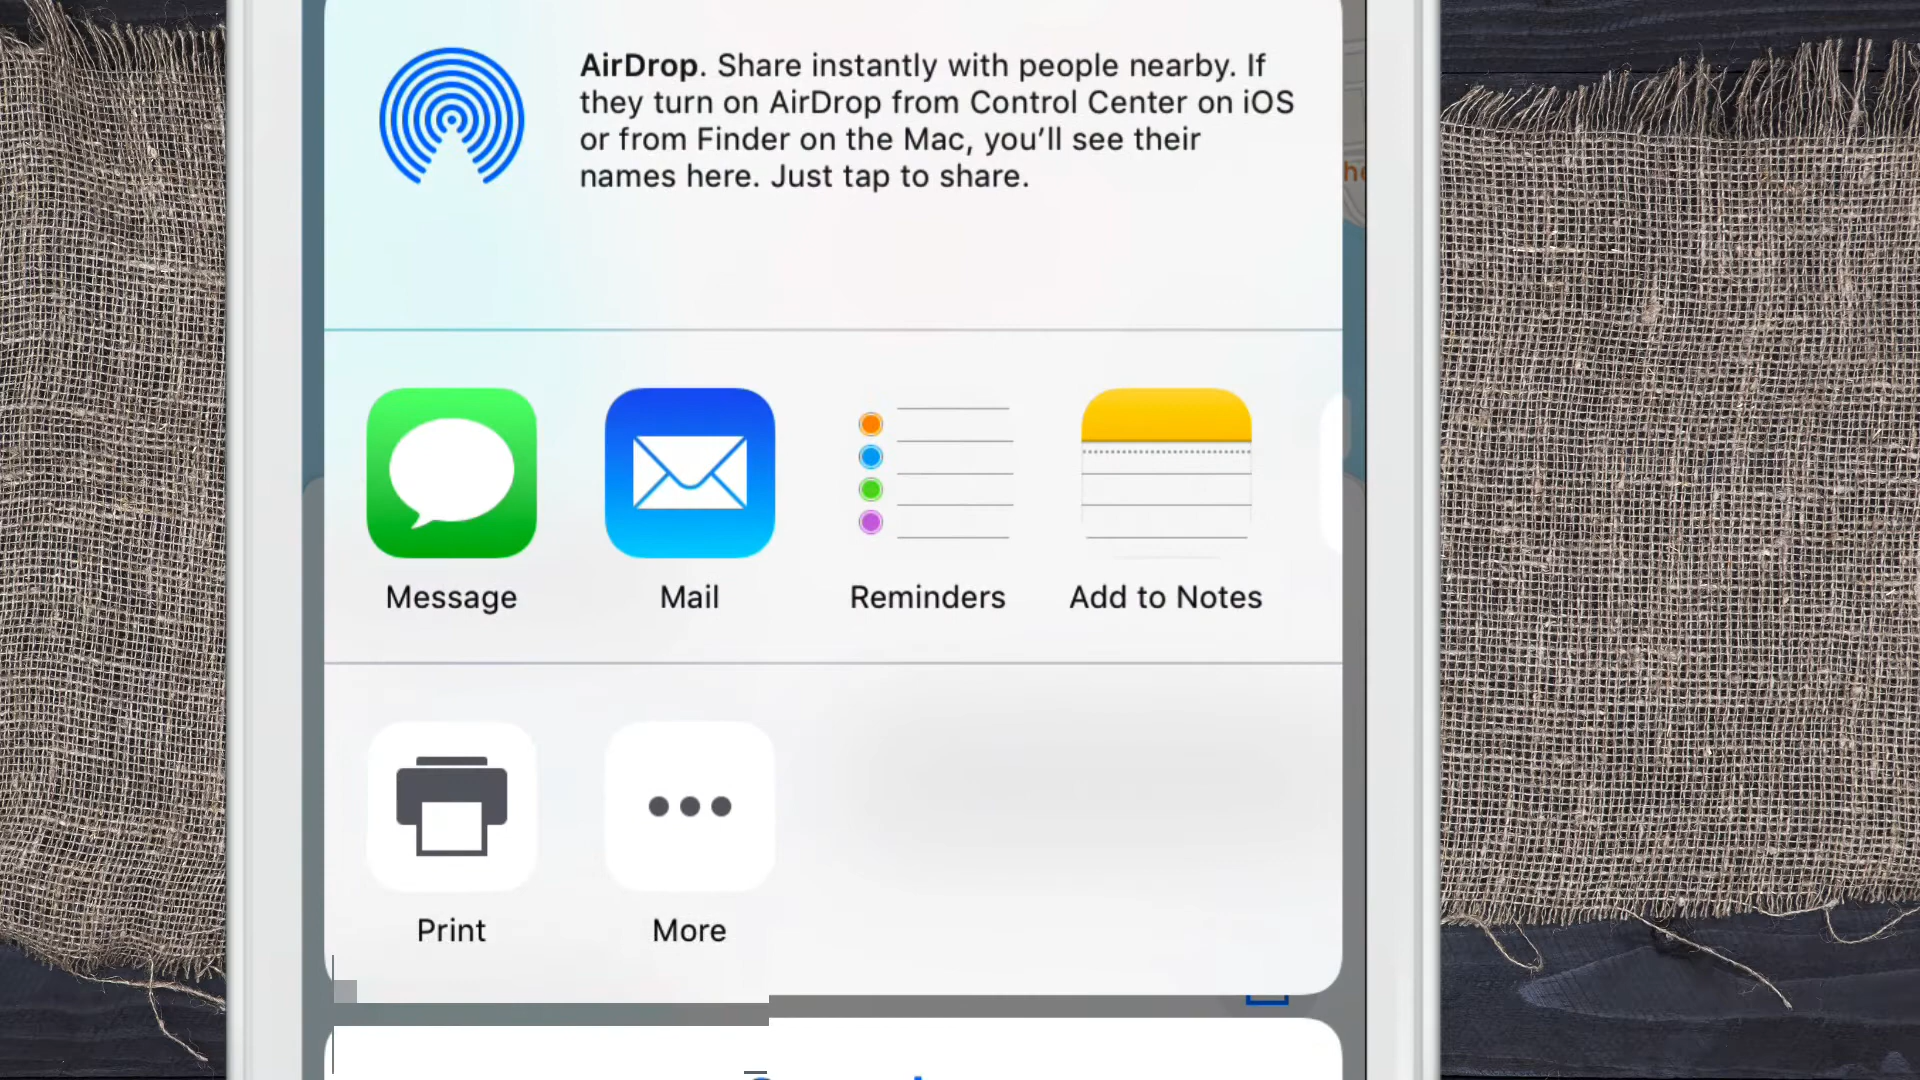 AirDrop. Share instantly with people nearby. If
they turn on AirDrop from Control Center on iOS
or from Finder on the Mac, you’ll see their
names here. Just tap to share.
Message
Mail
Reminders
Add to Notes
Print
More